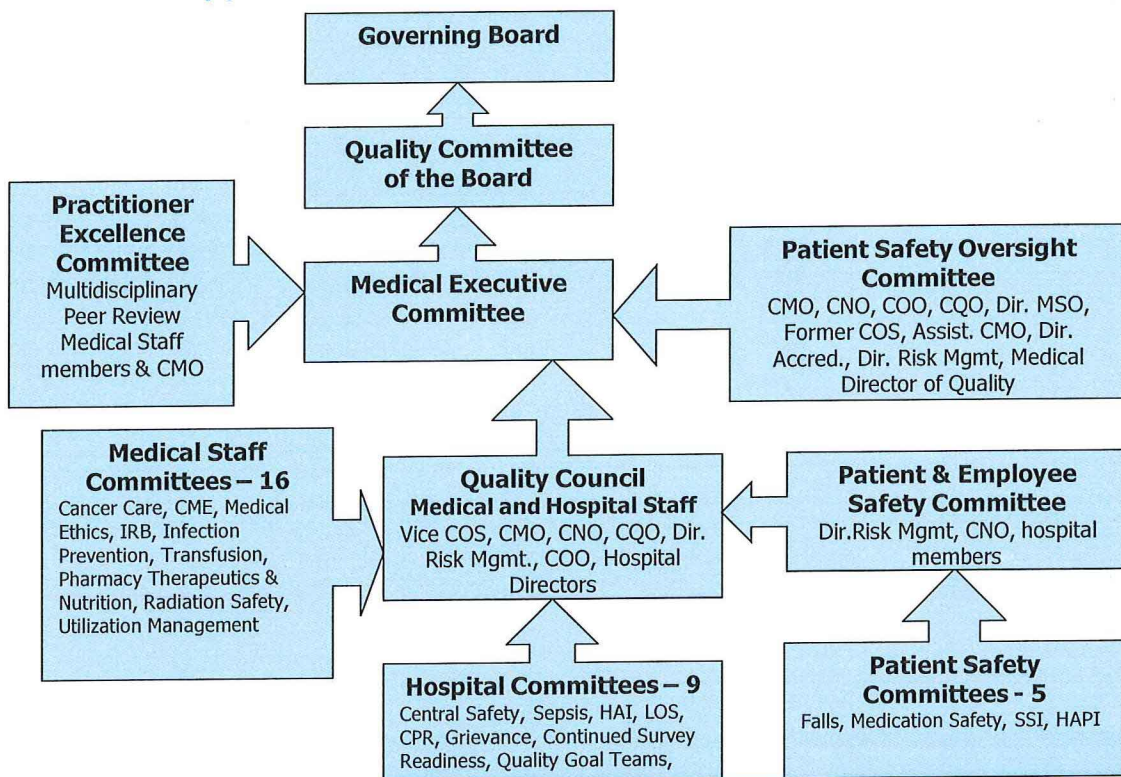 Governing Board
Quality Committee
of the Board
Practitioner
Excellence
Committee
Multidisciplinary
Peer Review
Medical Staff
members & CMO
Medical Executive
Committee
Patient Safety Oversight
Committee
CMO, CNO, COO, CQO, Dir. MSO,
Former COS, Assist. CMO, Dir.
Accred., Dir. Risk Mgmt, Medical
Director of Quality
Medical Staff
Committees – 16
Cancer Care, CME, Medical
Ethics, IRB, Infection
Prevention, Transfusion,
Pharmacy Therapeutics &
Nutrition, Radiation Safety,
Utilization Management
Quality Council
Medical and Hospital Staff
Vice COS, CMO, CNO, CQO, Dir.
Risk Mgmt., COO, Hospital
Directors
Patient & Employee
Safety Committee
Dir.Risk Mgmt, CNO, hospital
members
Hospital Committees – 9
Central Safety, Sepsis, HAI, LOS,
CPR, Grievance, Continued Survey
Readiness, Quality Goal Teams,
Patient Safety
Committees - 5
Falls, Medication Safety, SSI, HAPI